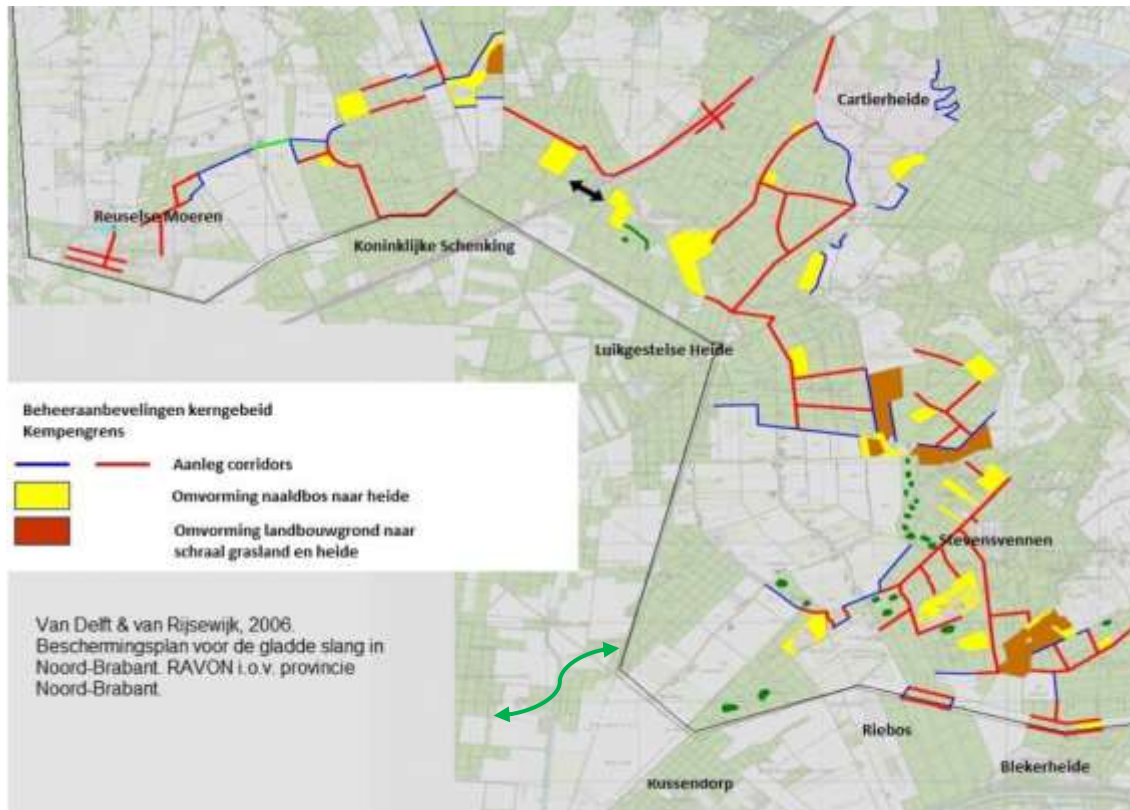 Cartierheide
Reuselse Moeren
Koninklijke Schenking
Luikgestelse Heide
Beheeraanbevelingen kerngebeid
Kempengrens
Aanleg corridors
Omvorming naaldbos naar heide
Omvorming landbouwgrond naar
schraal grasland en heide
Stevensvennen
Van Delft & van Rijsewijk, 2006.
Beschermingsplan voor de gladde slang in
Noord-Brabant. RAVON i.o.v. provincie
Noord-Brabant.
Riebos
Blekerheide
Kussendorp